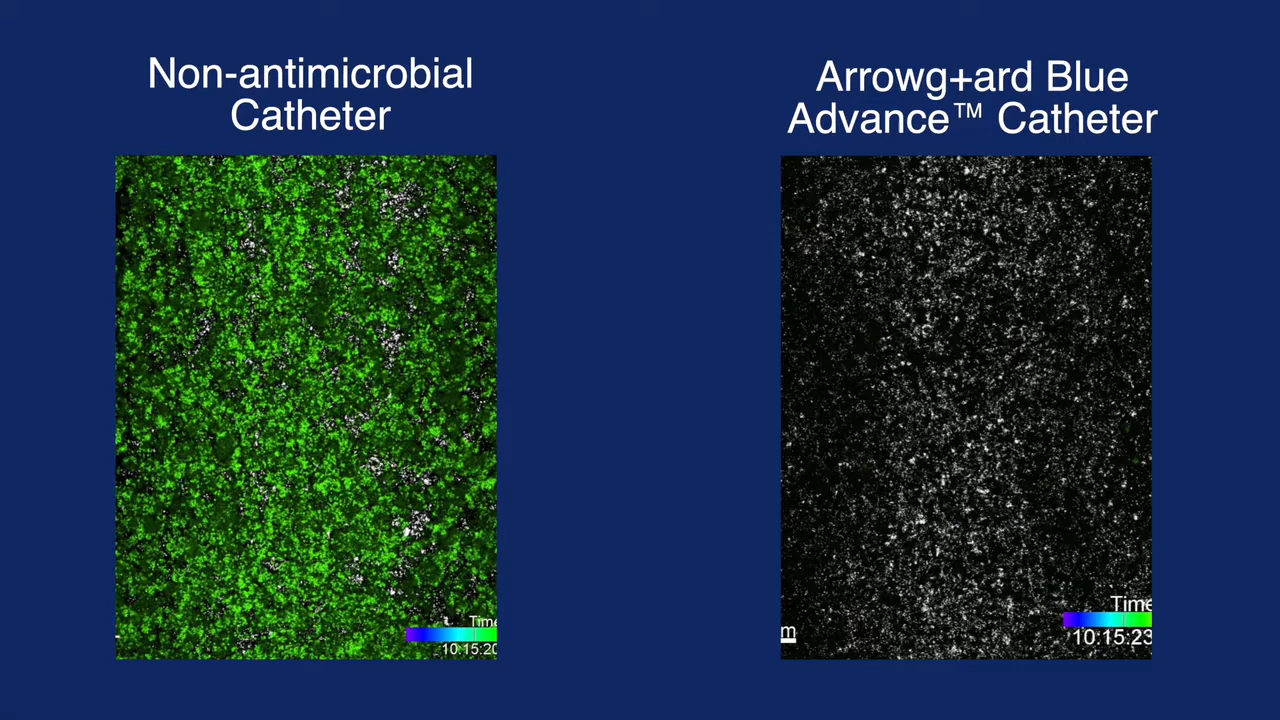 Non-antimicrobial
Catheter
Arrowg+ard Blue
Advance™ Catheter
Time
10:15:20
m
Time
10:15:23